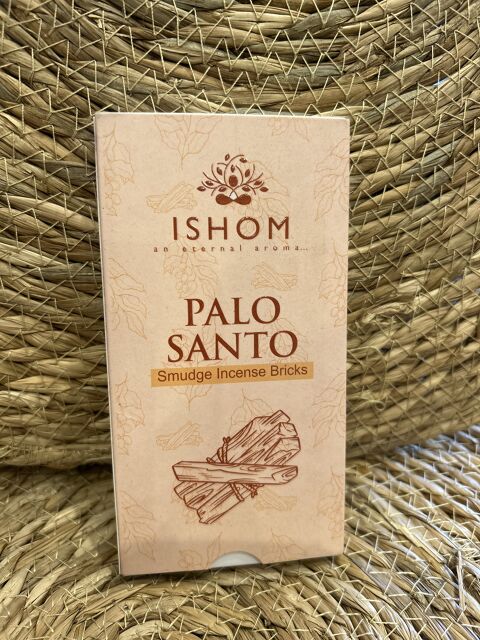 ISHOM
an eternal aroma...
PALO
SANTO
Smudge Incense Bricks